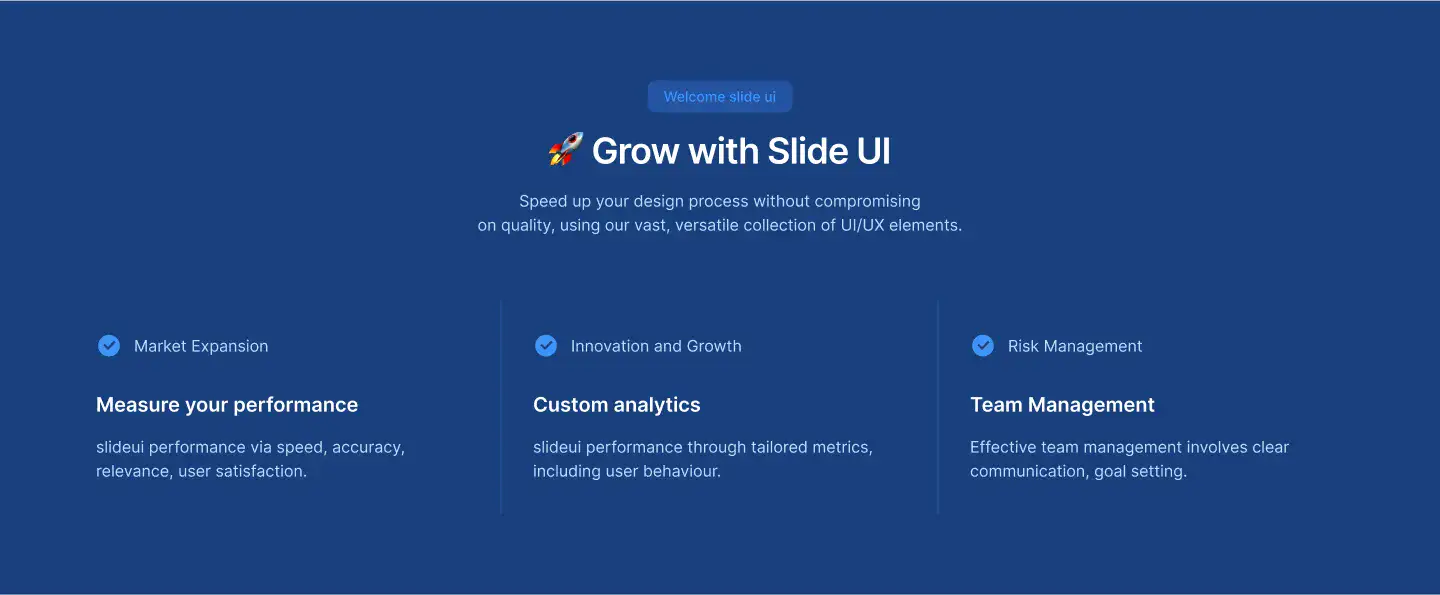 Welcome slide ui
🚀 Grow with Slide UI
Speed up your design process without compromising
on quality, using our vast, versatile collection of UI/UX elements.
Market Expansion
Measure your performance
slideui performance via speed, accuracy,
relevance, user satisfaction.
Innovation and Growth
Custom analytics
slideui performance through tailored metrics,
including user behaviour.
Risk Management
Team Management
Effective team management involves clear
communication, goal setting.